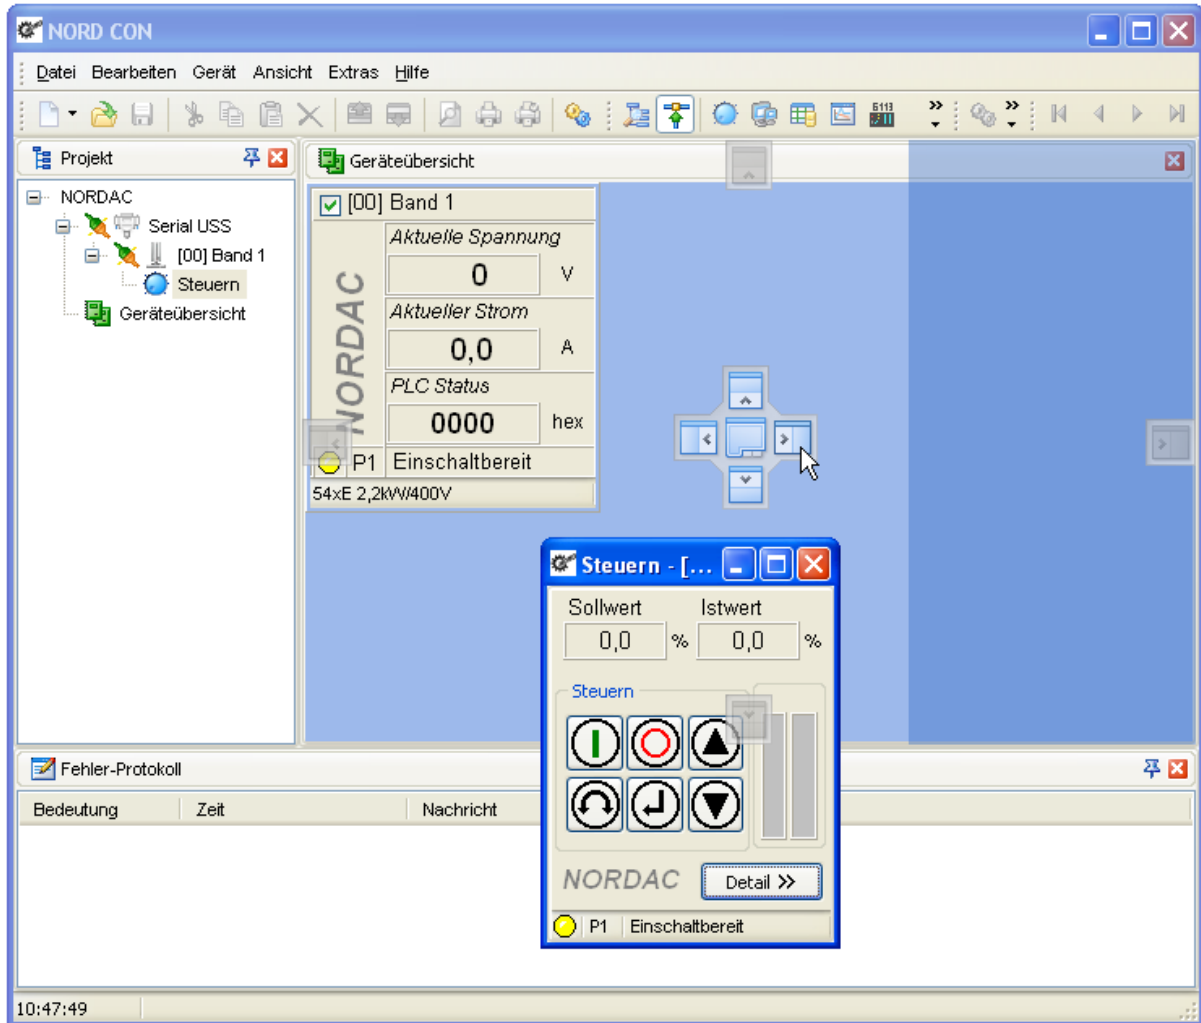 NORD CON
Datei Bearbeiten Gerät Ansicht Extras Hilfe
Projekt
Geräteübersicht
NORDAC
Serial USS
[00] Band 1
Steuern
Geräteübersicht
[00] Band 1
NORDAC
Aktuelle Spannung
0 V
Aktueller Strom
0,0 A
PLC Status
0000 hex
P1 Einschaltbereit
54xE 2,2kW/400V
Steuern - [...
Sollwert Istwert
0,0 % 0,0 %
Steuern
NORDAC
Detail >>
P1 Einschaltbereit
Fehler-Protokoll
Bedeutung Zeit Nachricht
10:47:49